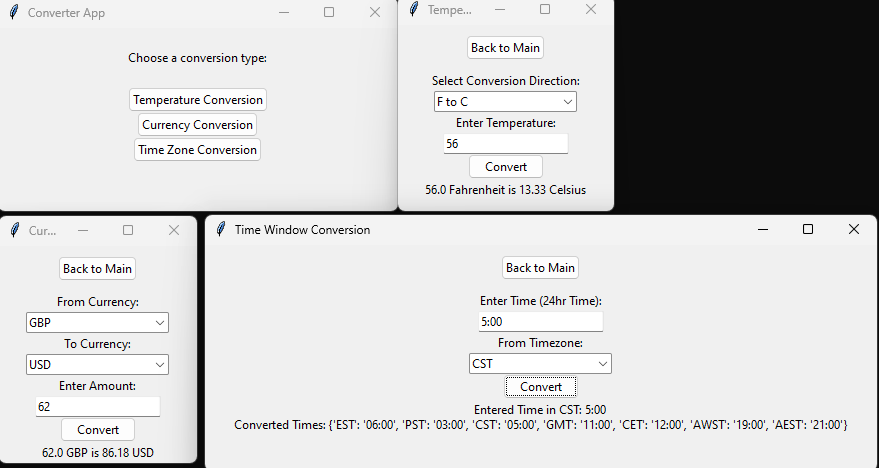 Converter App
Choose a conversion type:
Temperature Conversion
Currency Conversion
Time Zone Conversion
Tempe...
Back to Main
Select Conversion Direction:
F to C
Enter Temperature:
56
Convert
56.0 Fahrenheit is 13.33 Celsius
Cur...
Back to Main
From Currency:
GBP
To Currency:
USD
Enter Amount:
62
Convert
62.0 GBP is 86.18 USD
Time Window Conversion
Back to Main
Enter Time (24hr Time):
5:00
From Timezone:
CST
Convert
Entered Time in CST: 5:00
Converted Times: {'EST': '06:00', 'PST': '03:00', 'CST': '05:00', 'GMT': '11:00', 'CET': '12:00', 'AWST': '19:00', 'AEST': '21:00'}